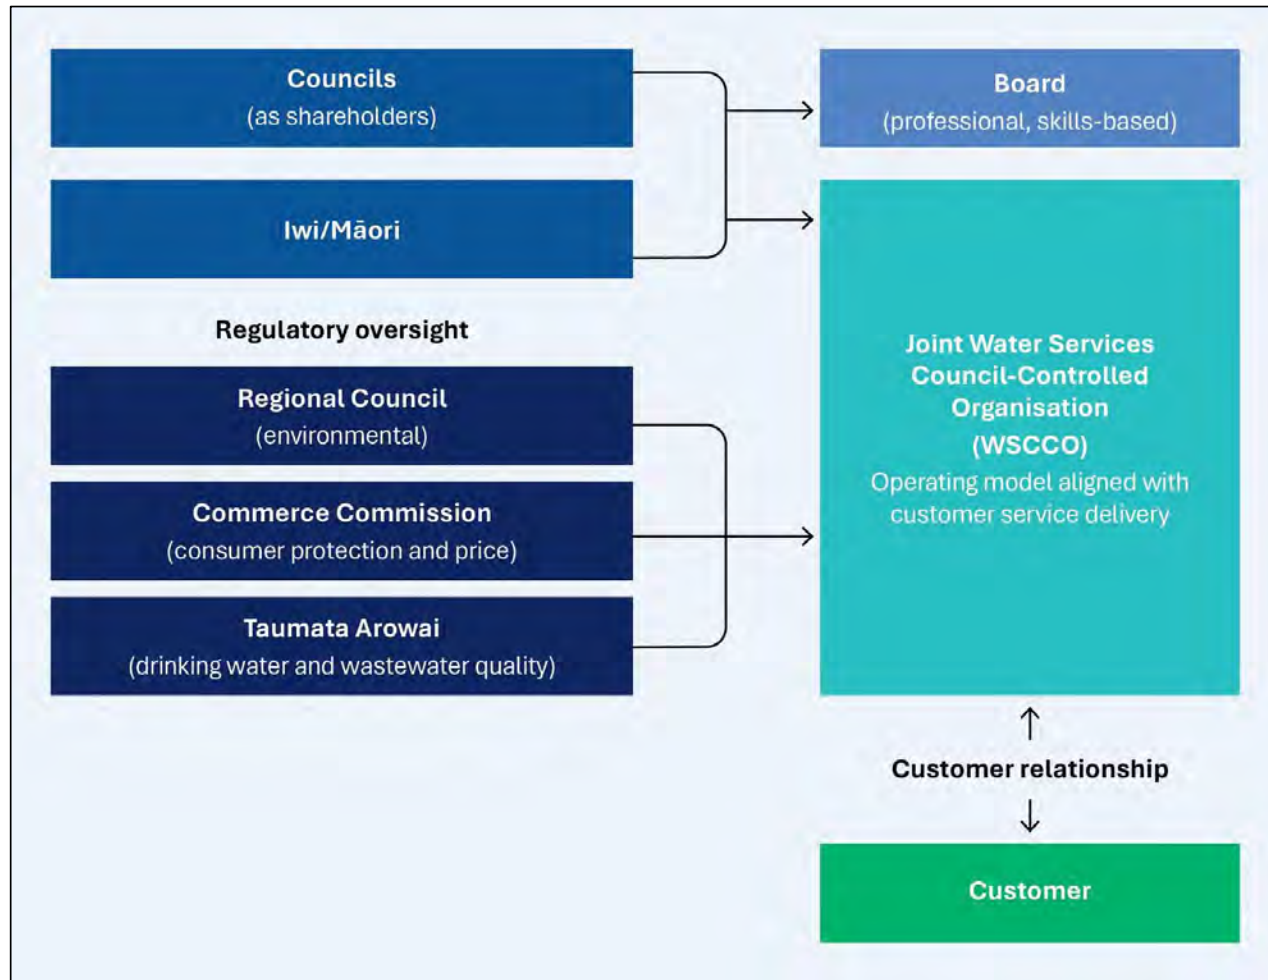 Councils
(as shareholders)
Board
(professional, skills-based)
Iwi/Māori
Regulatory oversight
Regional Council
(environmental)
Commerce Commission
(consumer protection and price)
Taumata Arowai
(drinking water and wastewater quality)
Joint Water Services
Council-Controlled
Organisation
(WSCCO)
Operating model aligned with
customer service delivery
Customer relationship
Customer